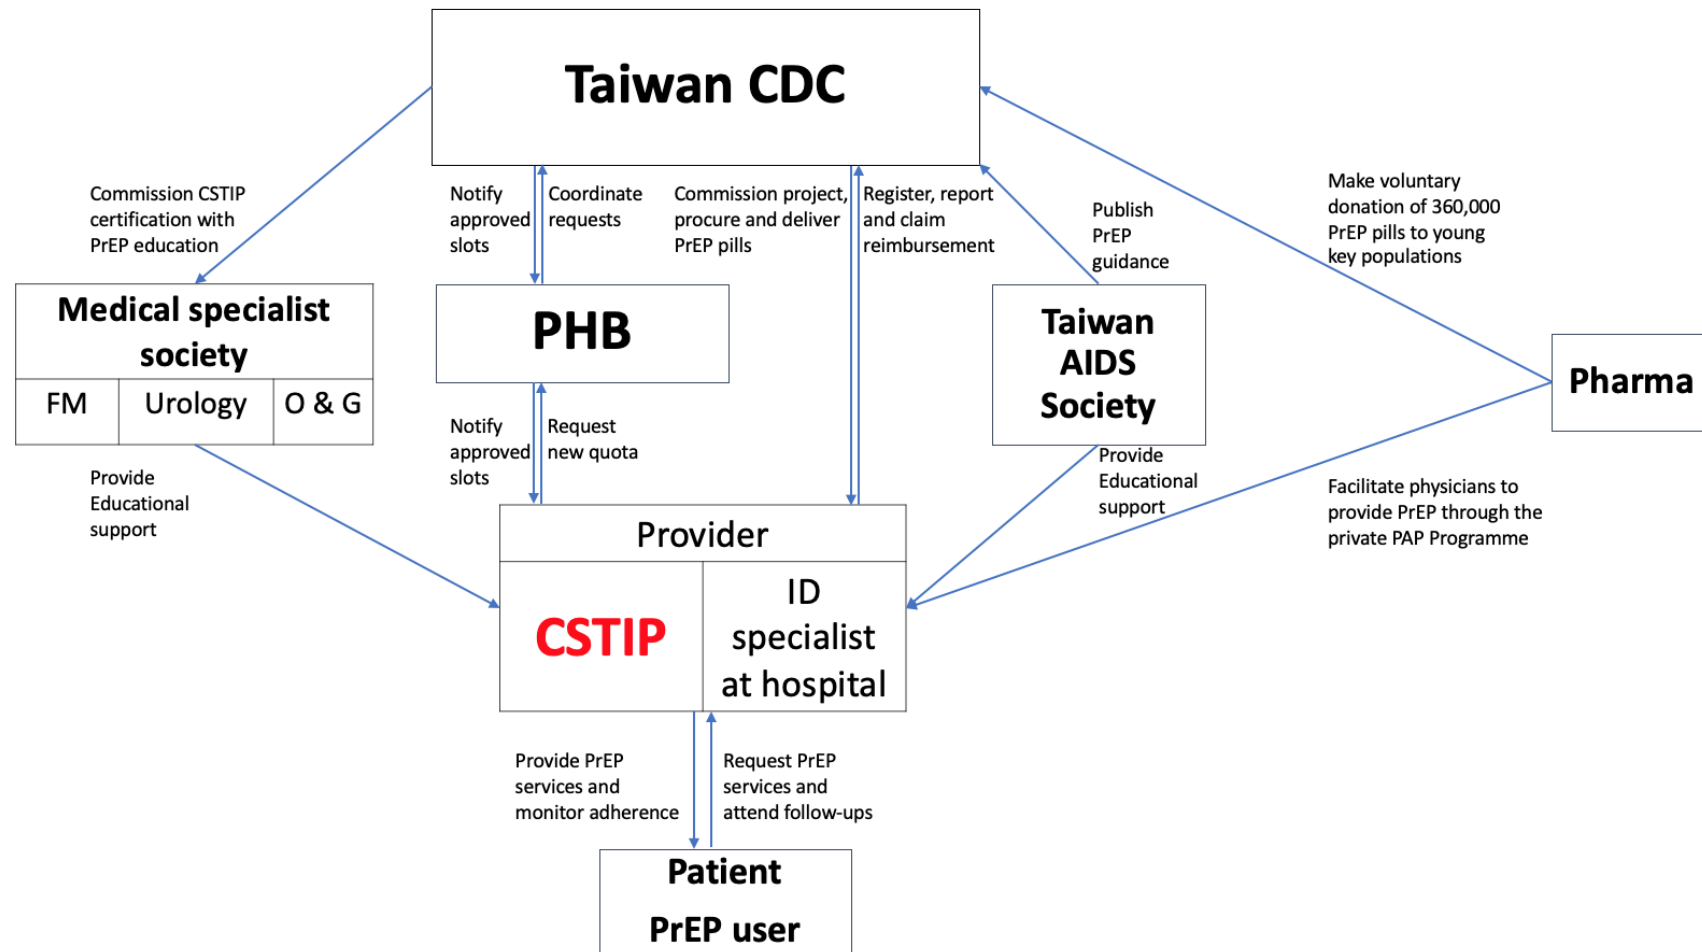 Taiwan CDC
Commission CSTIP
certification with
PrEP education
Notify
approved
slots
Coordinate
requests
Commission project,
procure and deliver
PrEP pills
Register, report
and claim
reimbursement
Publish
PrEP
guidance
Make voluntary
donation of 360,000
PrEP pills to young
key populations
Medical specialist
society
FM
Urology
O & G
PHB
Taiwan
AIDS
Society
Pharma
Provide
Educational
support
Notify
approved
slots
Request
new quota
Provide
Educational
support
Facilitate physicians to
provide PrEP through the
private PAP Programme
Provider
CSTIP
ID
specialist
at hospital
Provide PrEP
services and
monitor adherence
Request PrEP
services and
attend follow-ups
Patient
PrEP user